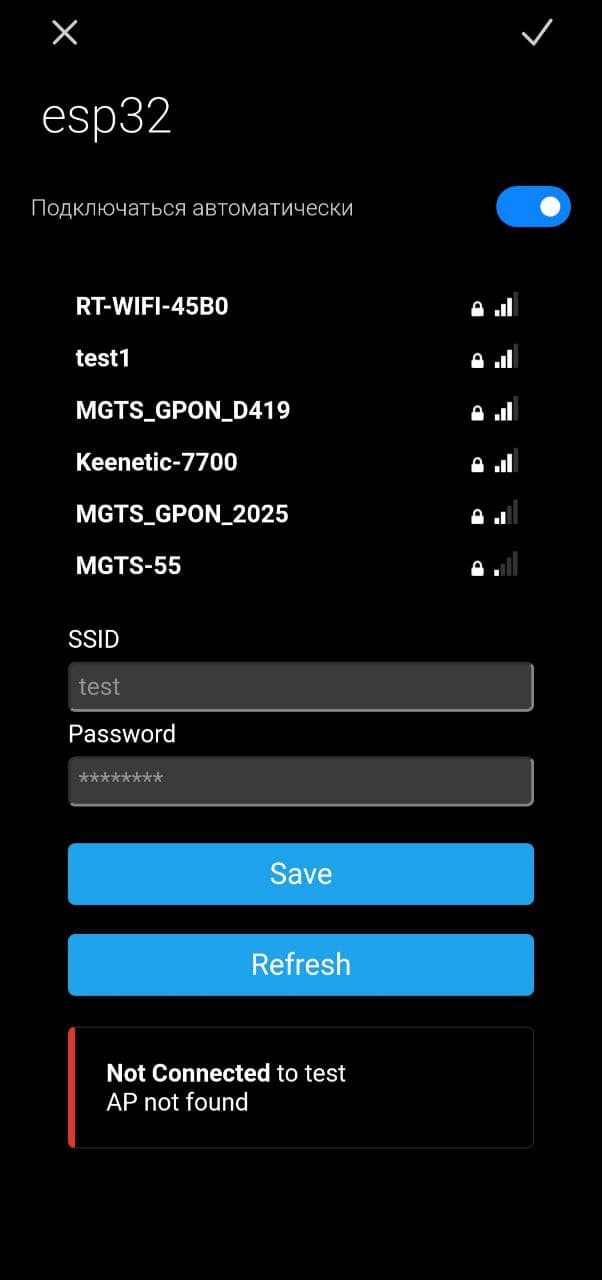 esp32
Подключаться автоматически
RT-WIFI-45B0
test1
MGTS_GPON_D419
Keenetic-7700
MGTS_GPON_2025
MGTS-55
SSID
test
Password
********
Save
Refresh
Not Connected to test
AP not found